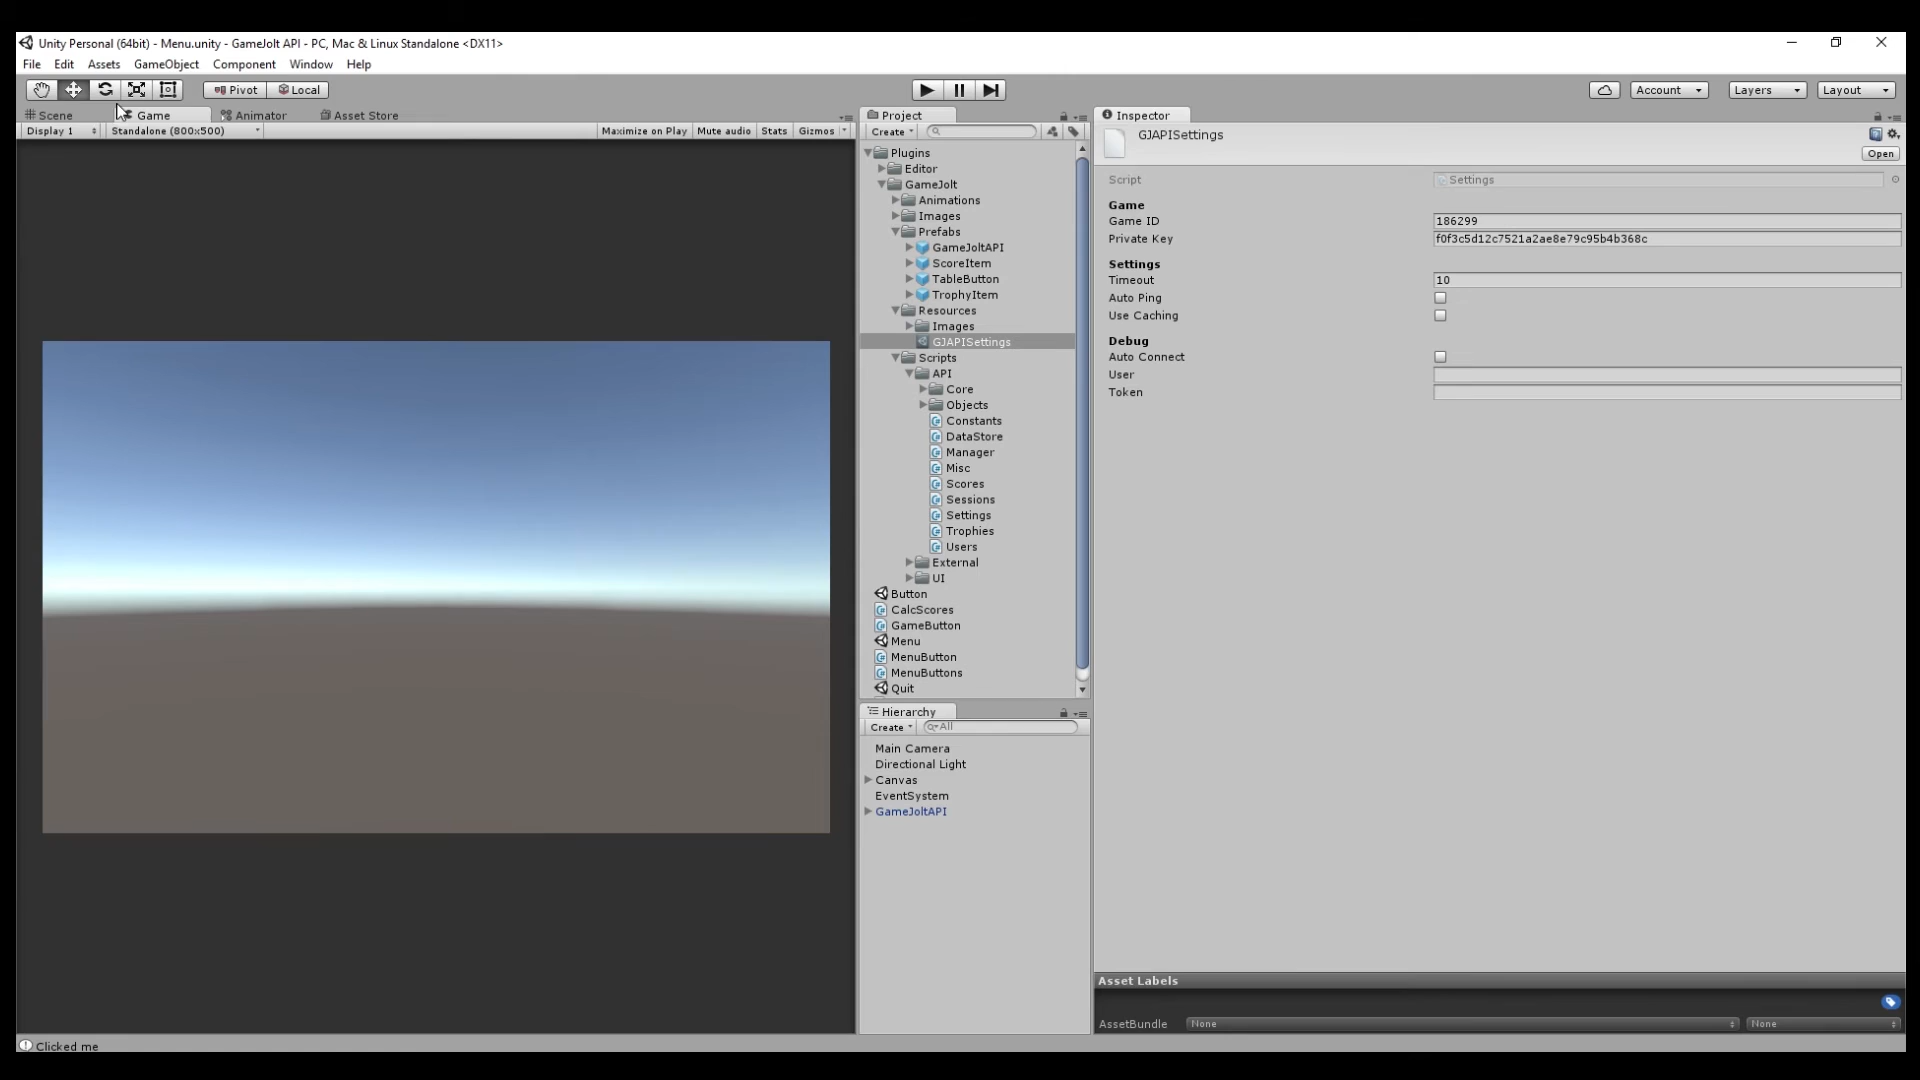 Unity Personal (64bit) - Menu.unity - GameJolt API - PC, Mac & Linux Standalone <DX11>
File Edit Assets GameObject Component Window Help
Pivot Local Account Layers Layout
Scene Game Animator Asset Store
Display 1 Standalone (800x500) Maximize on Play Mute audio Stats Gizmos
Project
Create
Plugins
Editor
GameJolt
Animations
Images
Prefabs
GameJoltAPI
ScoreItem
TableButton
TrophyItem
Resources
Images
GJAPISettings
Scripts
API
Core
Objects
Constants
DataStore
Manager
Misc
Scores
Sessions
Settings
Trophies
Users
External
UI
Button
CalcScores
GameButton
Menu
MenuButton
MenuButtons
Quit
Hierarchy
Create All
Main Camera
Directional Light
Canvas
EventSystem
GameJoltAPI
Inspector
GJAPISettings
Open
Script Settings
Game
Game ID 186299
Private Key f0f3c5d12c7521a2ae8e79c95b4b368c
Settings
Timeout 10
Auto Ping
Use Caching
Debug
Auto Connect
User
Token
Asset Labels
AssetBundle None None
Clicked me